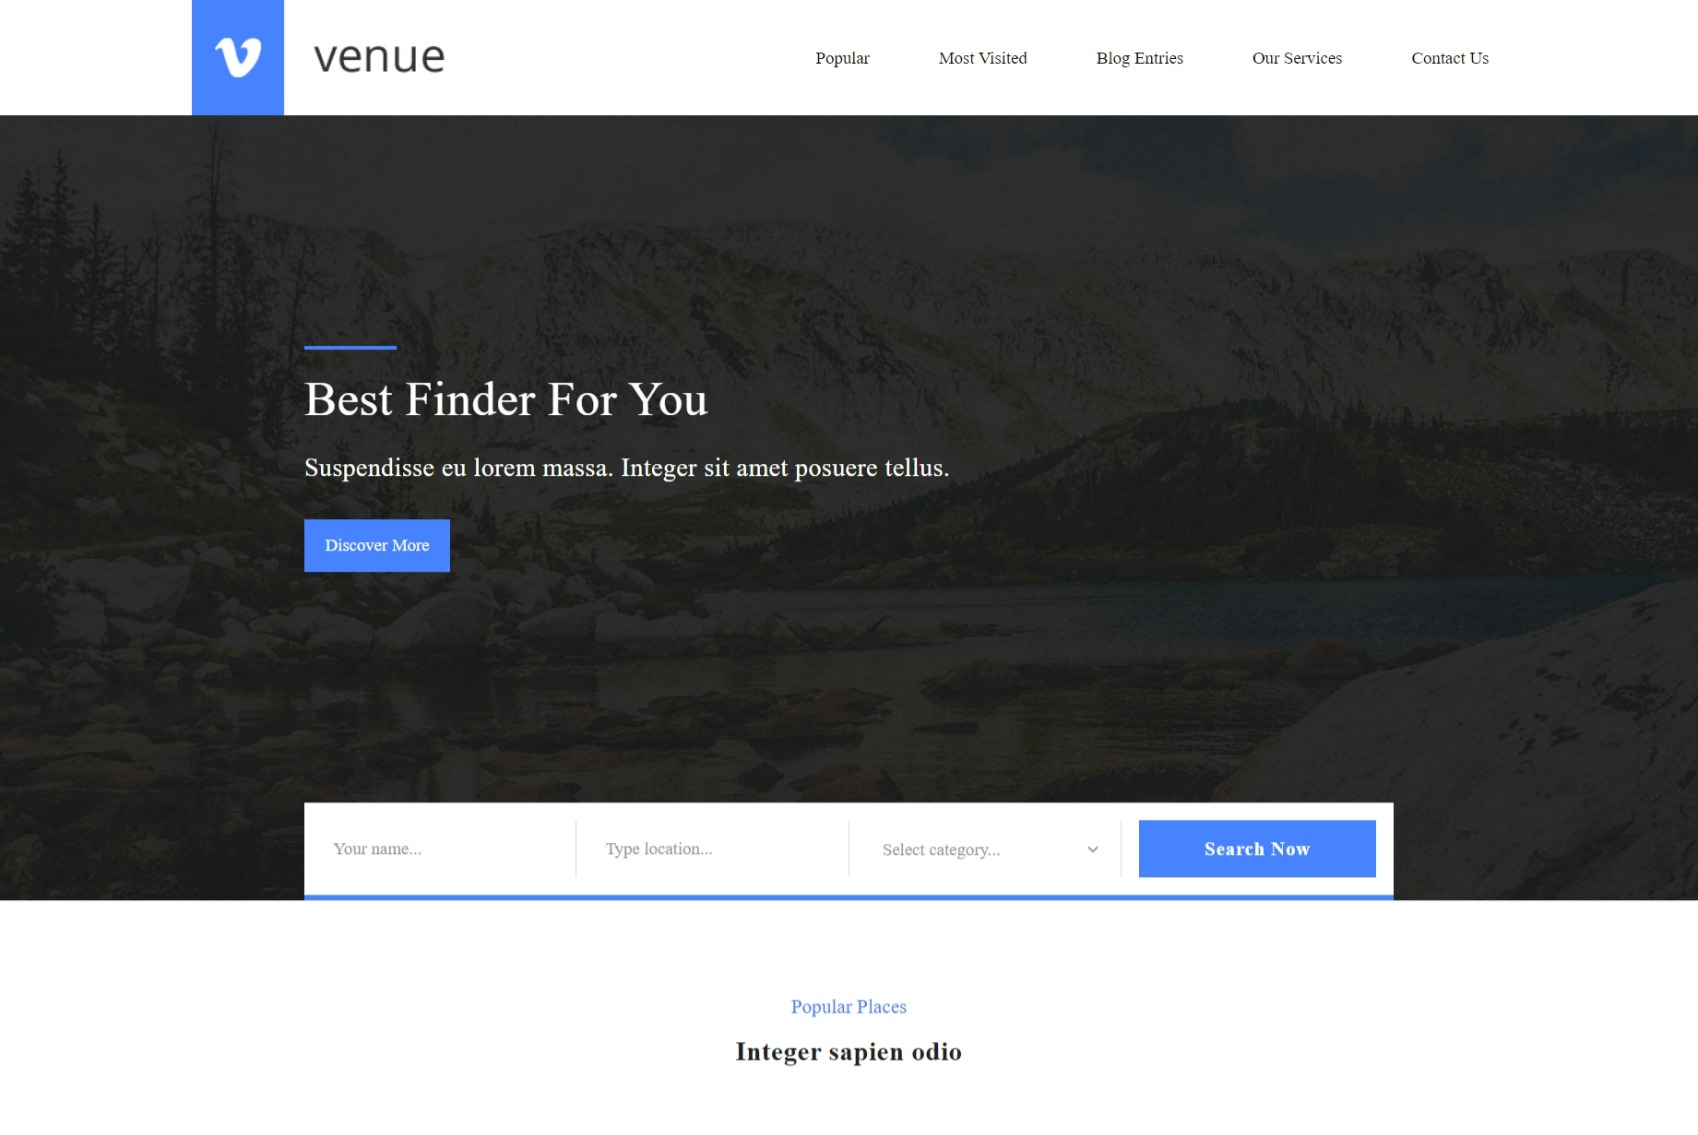 venue
Popular
Most Visited
Blog Entries
Our Services
Contact Us
Best Finder For You
Suspendisse eu lorem massa. Integer sit amet posuere tellus.
Discover More
Your name...
Type location...
Select category...
Search Now
Popular Places
Integer sapien odio